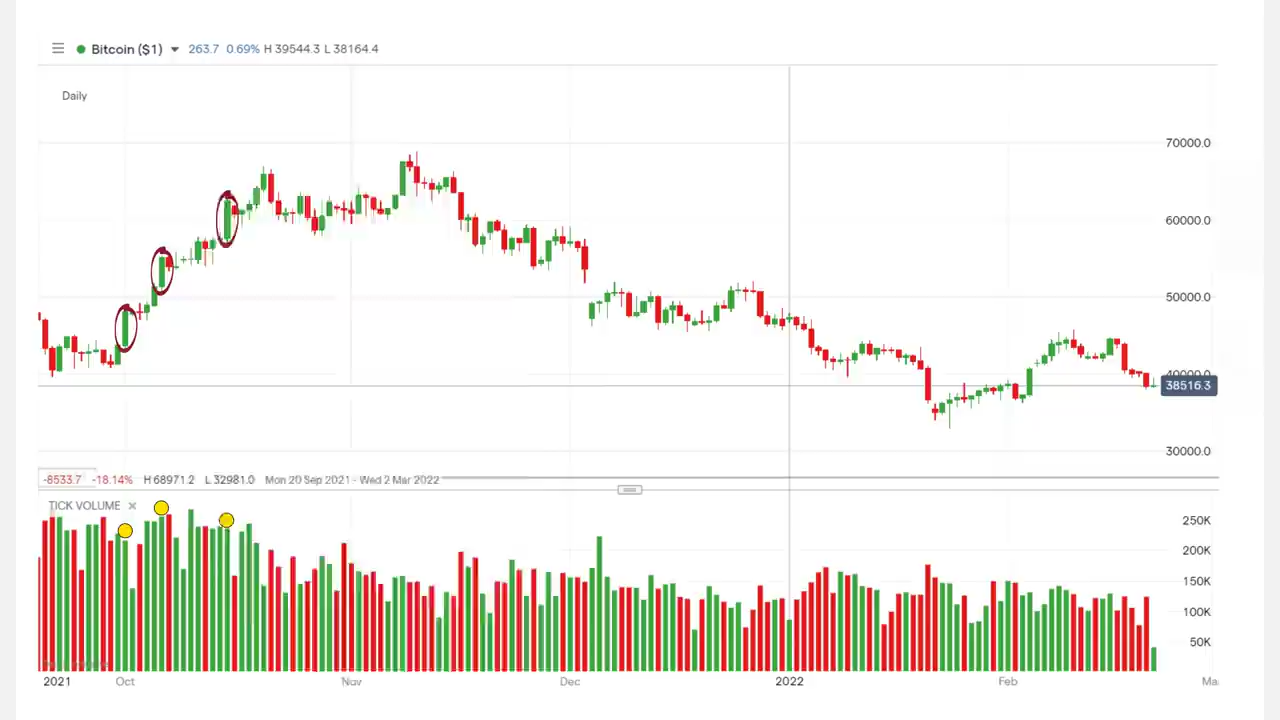 Bitcoin ($1) 263.7 0.69% H 39544.3 L 38164.4
Daily
70000.0
60000.0
50000.0
40000.0
38516.3
30000.0
-8533.7 -18.14% H 68971.2 L 32981.0 Mon 20 Sep 2021 - Wed 2 Mar 2022
TICK VOLUME ×
250K
200K
150K
100K
50K
2021 Oct Nov Dec 2022 Feb Ma